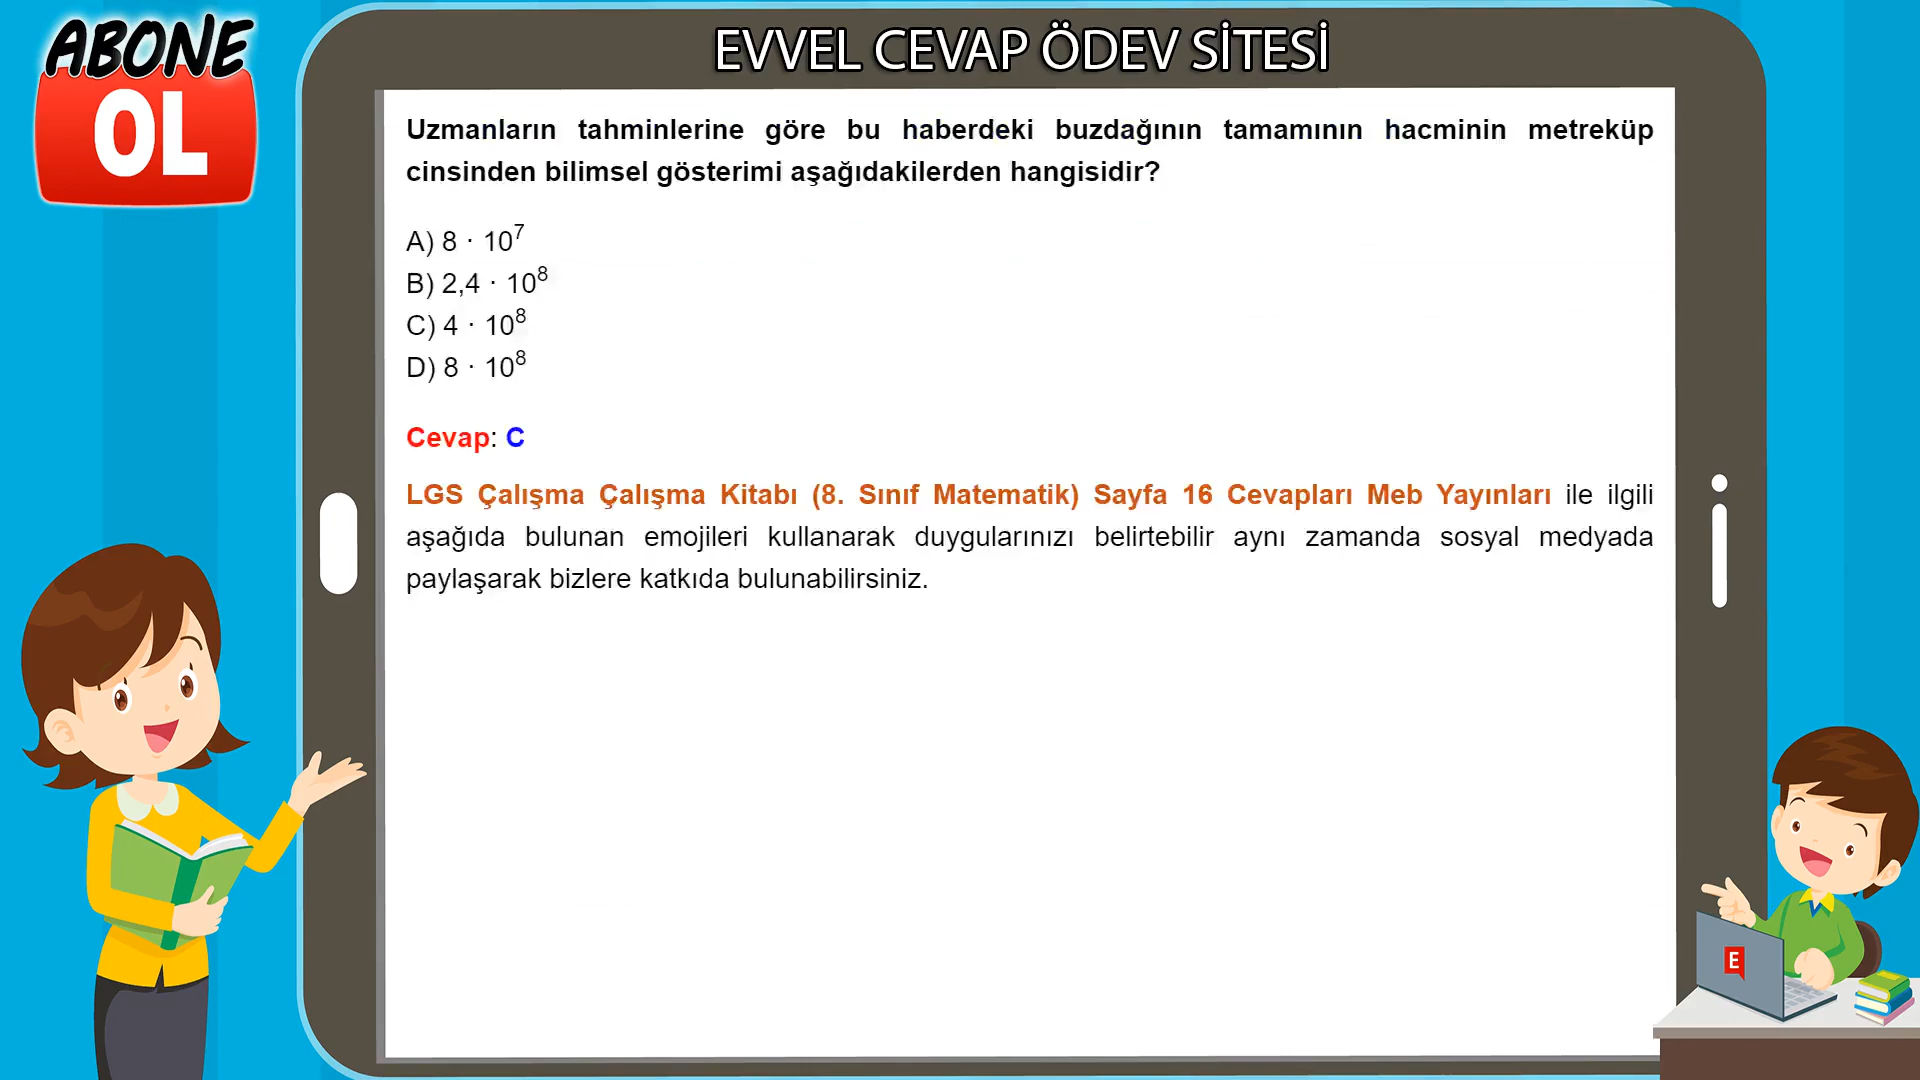 ABONE
OL
EVVEL CEVAP ÖDEV SİTESİ
Uzmanların tahminlerine göre bu haberdeki buzdağının tamamının hacminin metreküp
cinsinden bilimsel gösterimi aşağıdakilerden hangisidir?
A) 8 · 10⁷
B) 2,4 · 10⁸
C) 4 · 10⁸
D) 8 · 10⁸
Cevap: C
LGS Çalışma Çalışma Kitabı (8. Sınıf Matematik) Sayfa 16 Cevapları Meb Yayınları ile ilgili
aşağıda bulunan emojileri kullanarak duygularınızı belirtebilir aynı zamanda sosyal medyada
paylaşarak bizlere katkıda bulunabilirsiniz.
E